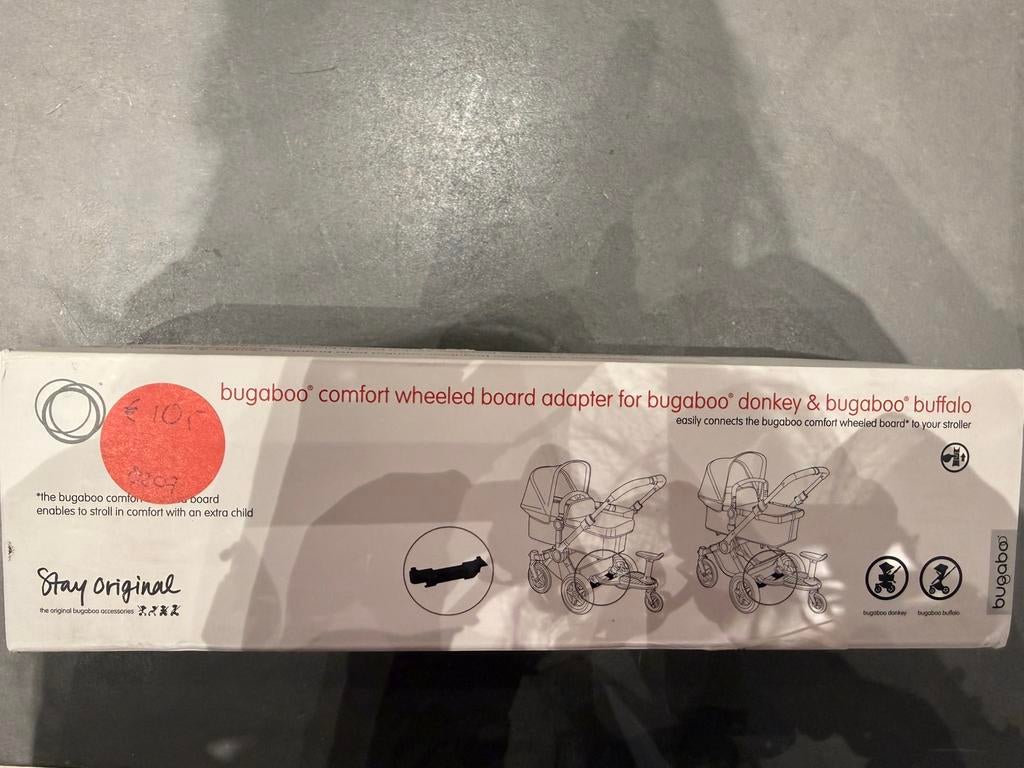 bugaboo® comfort wheeled board adapter for bugaboo® donkey & bugaboo® buffalo
easily connects the bugaboo comfort wheeled board* to your stroller
€ 10,-
*the bugaboo comfor board
enables to stroll in comfort with an extra child
Stay original
the original bugaboo accessories
bugaboo donkey
bugaboo buffalo
bugaboo